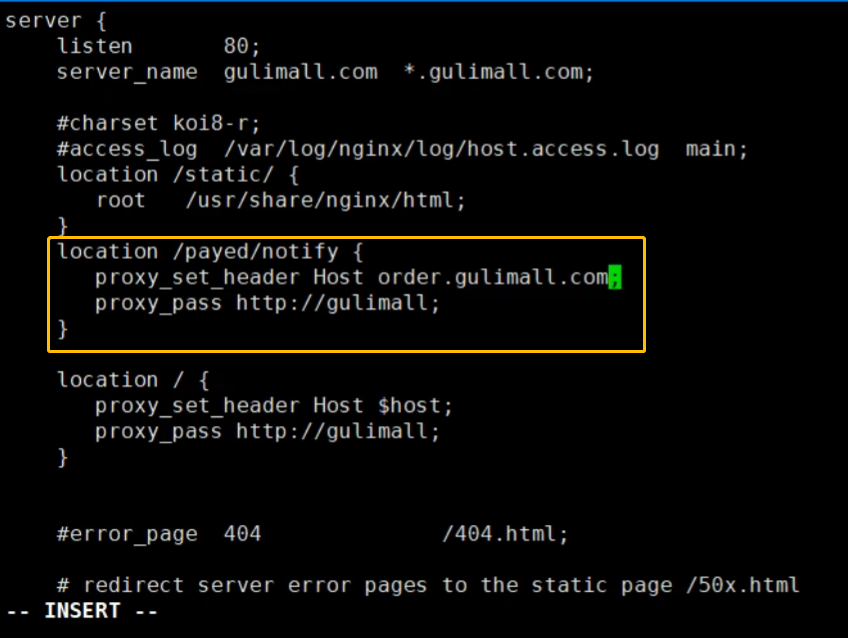 server {
    listen       80;
    server_name  gulimall.com  *.gulimall.com;
    #charset koi8-r;
    #access_log  /var/log/nginx/log/host.access.log  main;
    location /static/ {
       root   /usr/share/nginx/html;
    }
    location /payed/notify {
       proxy_set_header Host order.gulimall.com;
       proxy_pass http://gulimall;
    }
    location / {
       proxy_set_header Host $host;
       proxy_pass http://gulimall;
    }
    #error_page  404              /404.html;
    # redirect server error pages to the static page /50x.html
-- INSERT --